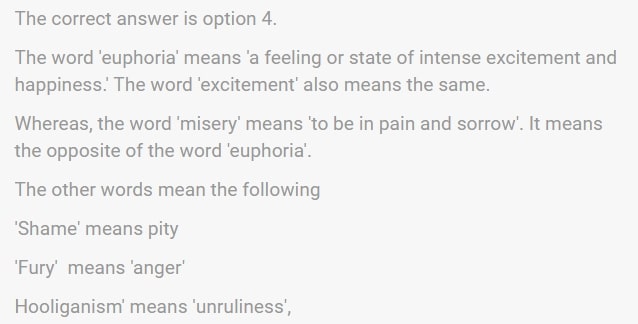 The correct answer is option 4.
The word 'euphoria' means 'a feeling or state of intense excitement and
happiness.' The word 'excitement' also means the same.
Whereas, the word 'misery' means 'to be in pain and sorrow'. It means
the opposite of the word 'euphoria'.
The other words mean the following
'Shame' means pity
'Fury'  means 'anger'
Hooliganism' means 'unruliness',